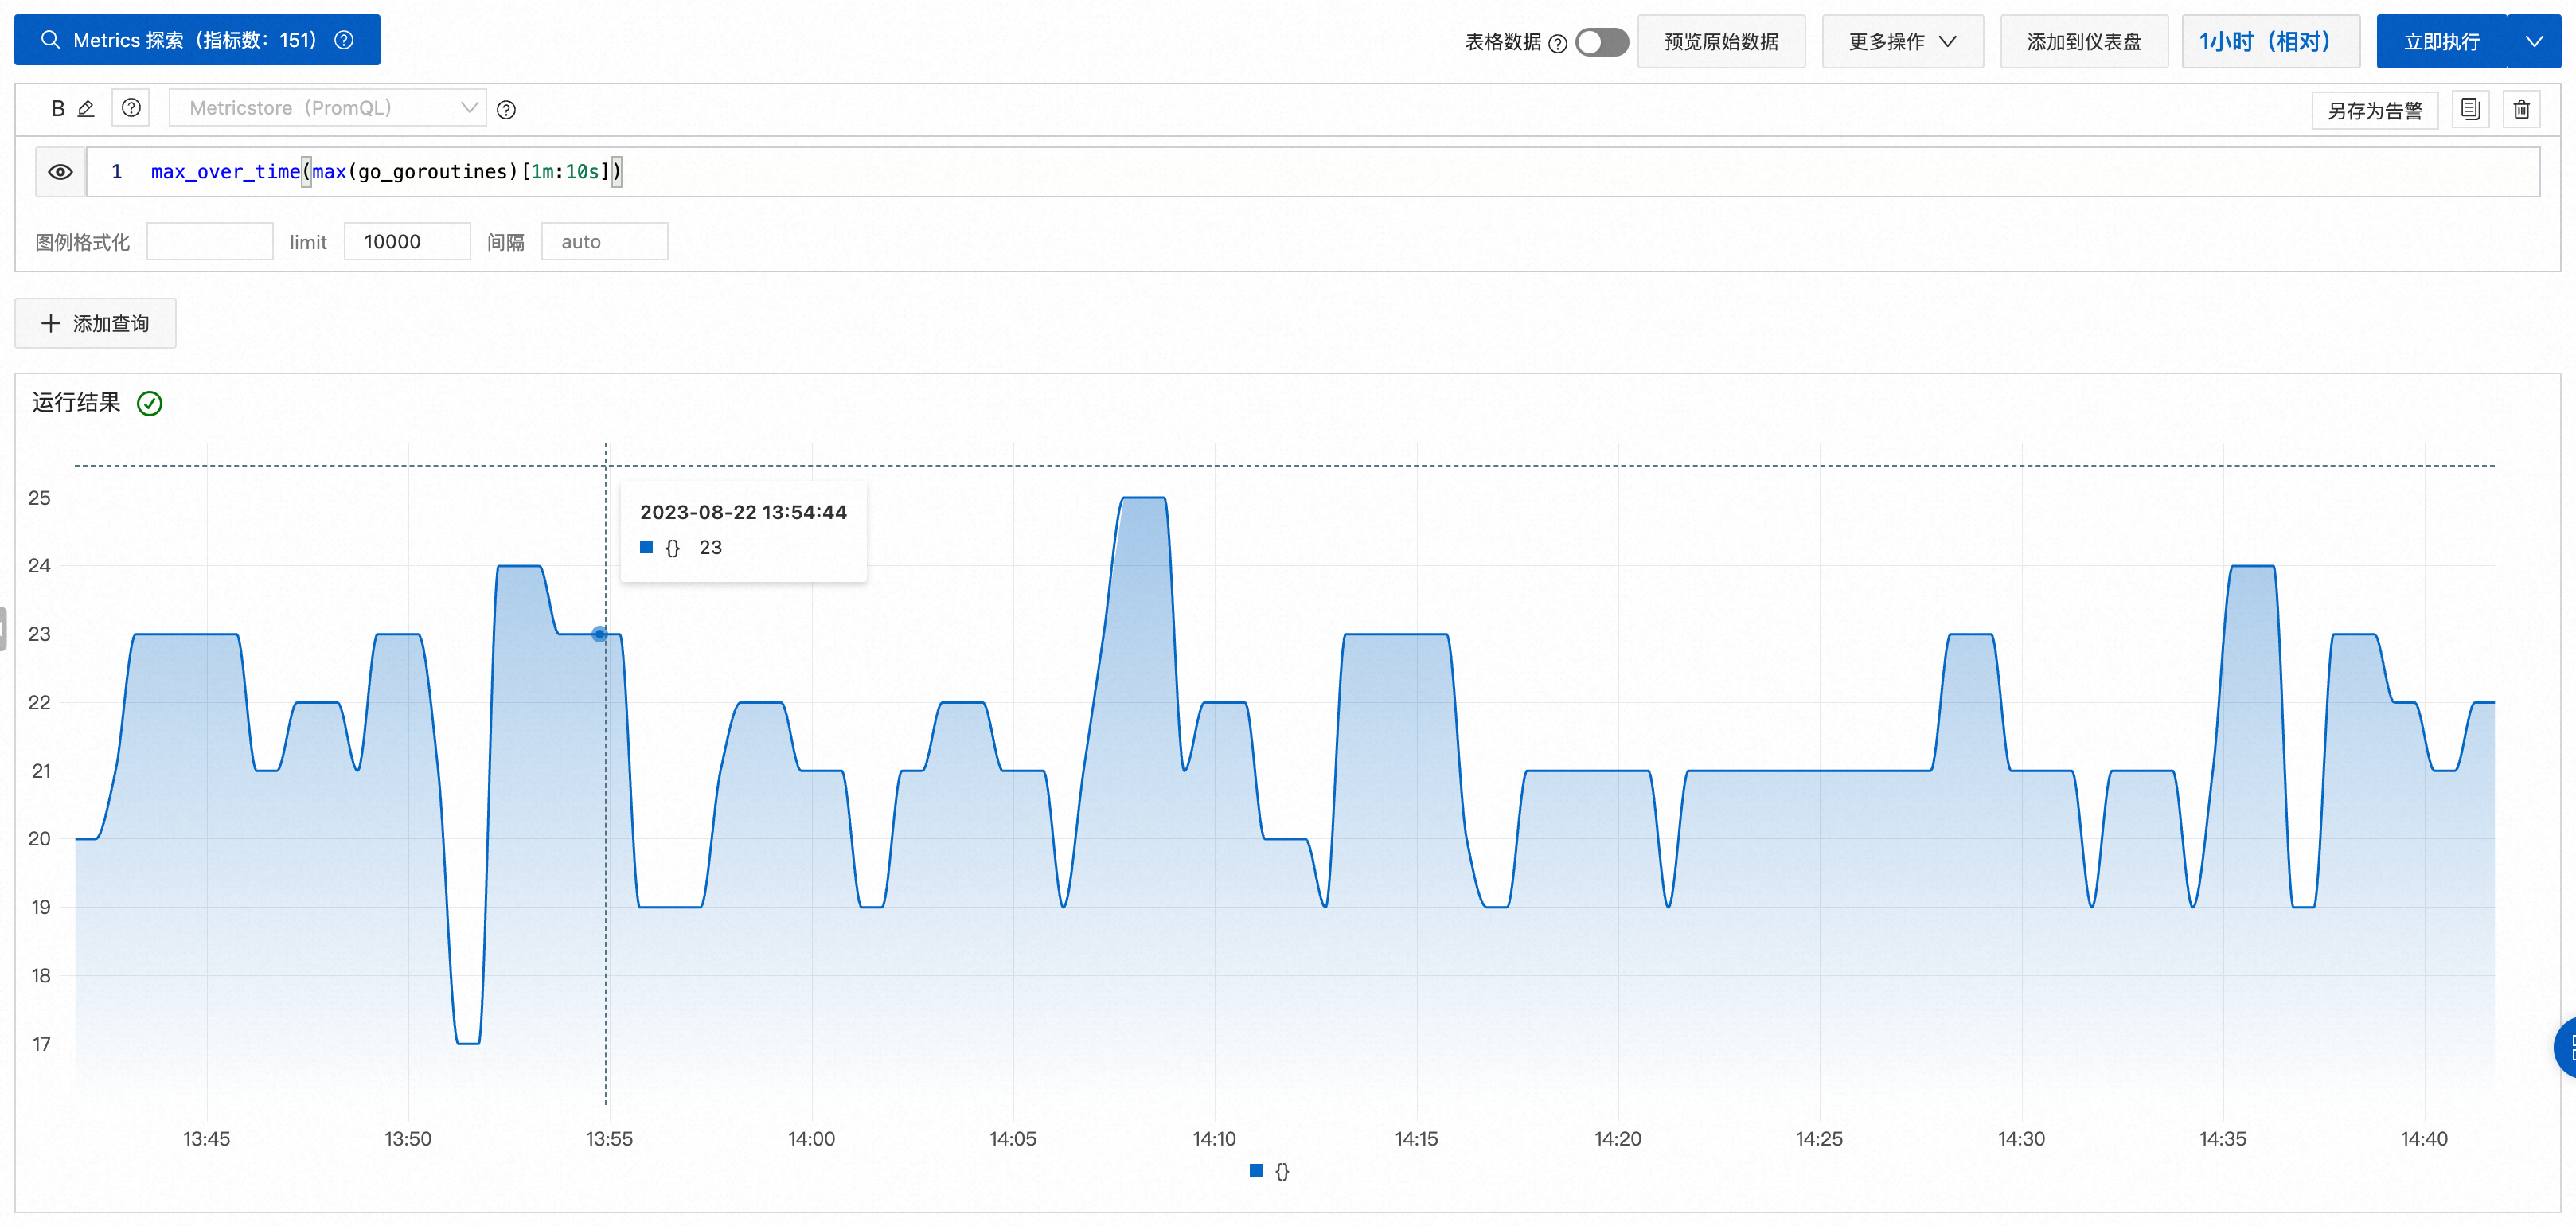 Metrics 探索（指标数：151） 表格数据 预览原始数据 更多操作 添加到仪表盘 1小时（相对） 立即执行
B Metricstore（PromQL） 另存为告警
1 max_over_time(max(go_goroutines)[1m:10s])
图例格式化 limit 10000 间隔 auto
添加查询
运行结果
25
2023-08-22 13:54:44
{} 23
24
23
22
21
20
19
18
17
13:45 13:50 13:55 14:00 14:05 14:10 14:15 14:20 14:25 14:30 14:35 14:40
{}